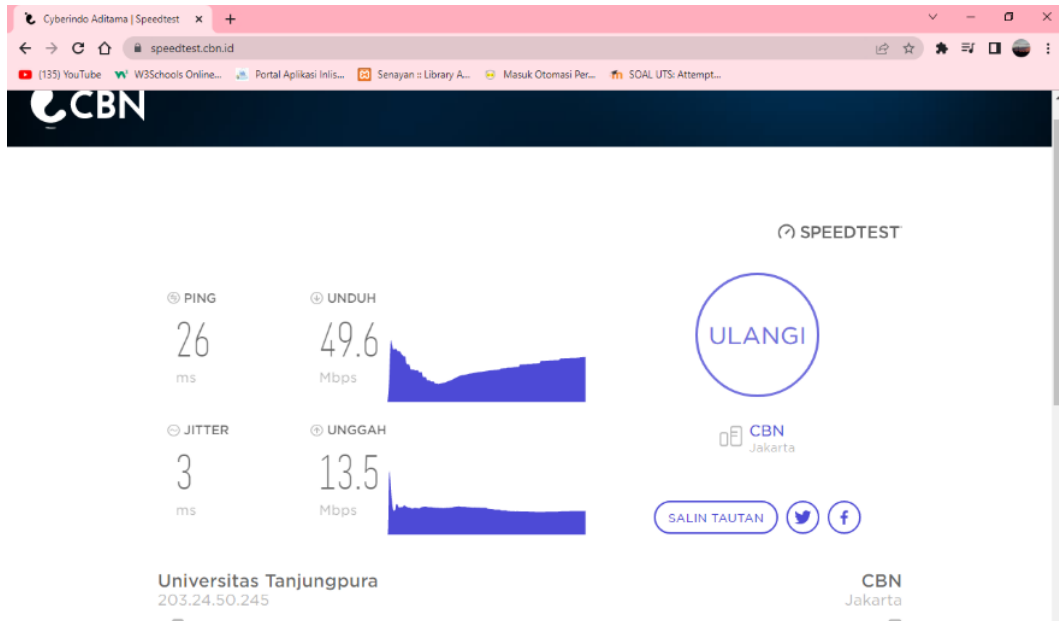 Cyberindo Aditama | Speedtest
speedtest.cbn.id
(135) YouTube W3Schools Online... Portal Aplikasi Inlis... Senayan :: Library A... Masuk Otomasi Per... SOAL UTS: Attempt...
CBN
SPEEDTEST
PING
26
ms
UNDUH
49.6
Mbps
ULANGI
JITTER
3
ms
UNGGAH
13.5
Mbps
CBN
Jakarta
SALIN TAUTAN
Universitas Tanjungpura
203.24.50.245
CBN
Jakarta